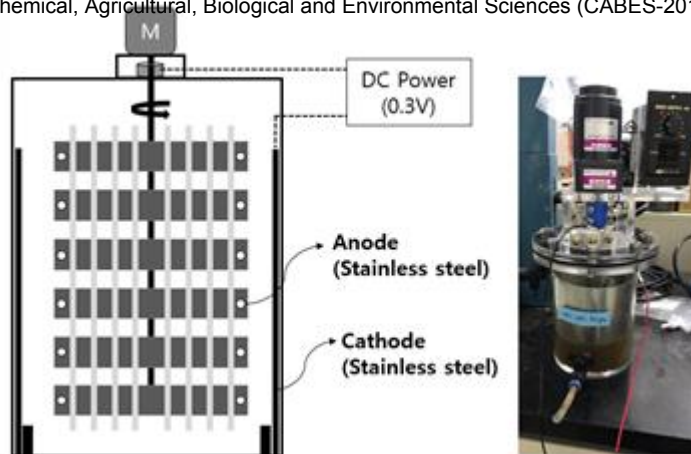 hemical, Agricultural, Biological and Environmental Sciences (CABES-201
M
DC Power
(0.3V)
Anode
(Stainless steel)
Cathode
(Stainless steel)